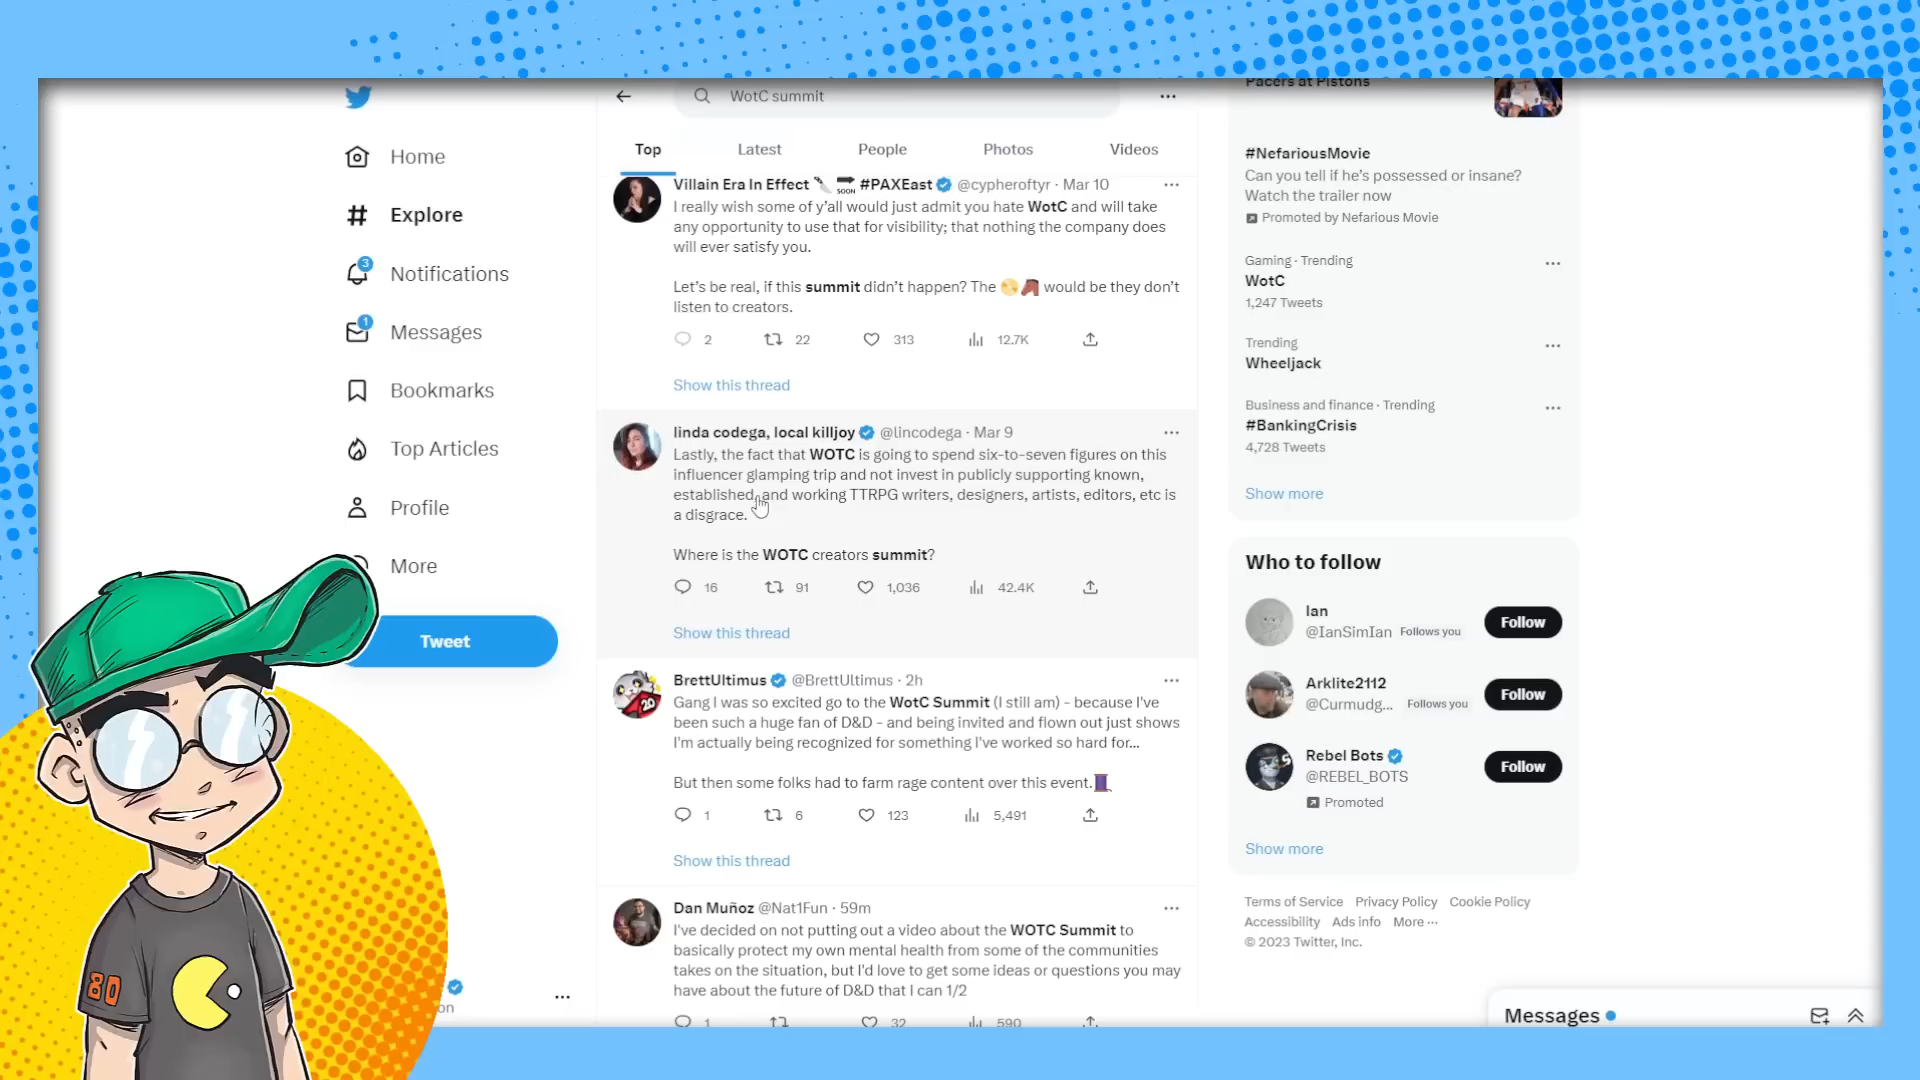 WotC summit
Top
Latest
People
Photos
Videos
Home
Explore
3
Notifications
1
Messages
Bookmarks
Top Articles
Profile
More
Tweet
Villain Era In Effect SOON #PAXEast @cypheroftyr · Mar 10
I really wish some of y'all would just admit you hate WotC and will take
any opportunity to use that for visibility; that nothing the company does
will ever satisfy you.
Let's be real, if this summit didn't happen? The 🌕🐴 would be they don't
listen to creators.
2 22 313 12.7K
Show this thread
linda codega, local killjoy @lincodega · Mar 9
Lastly, the fact that WOTC is going to spend six-to-seven figures on this
influencer glamping trip and not invest in publicly supporting known,
established, and working TTRPG writers, designers, artists, editors, etc is
a disgrace.
Where is the WOTC creators summit?
16 91 1,036 42.4K
Show this thread
BrettUltimus @BrettUltimus · 2h
Gang I was so excited go to the WotC Summit (I still am) - because I've
been such a huge fan of D&D - and being invited and flown out just shows
I'm actually being recognized for something I've worked so hard for...
But then some folks had to farm rage content over this event.🧵
1 6 123 5,491
Show this thread
Dan Muñoz @Nat1Fun · 59m
I've decided on not putting out a video about the WOTC Summit to
basically protect my own mental health from some of the communities
takes on the situation, but I'd love to get some ideas or questions you may
have about the future of D&D that I can 1/2
1 32 590
Pacers at Pistons
#NefariousMovie
Can you tell if he's possessed or insane?
Watch the trailer now
Promoted by Nefarious Movie
Gaming · Trending
WotC
1,247 Tweets
Trending
Wheeljack
Business and finance · Trending
#BankingCrisis
4,728 Tweets
Show more
Who to follow
Ian
@IanSimIan Follows you
Follow
Arklite2112
@Curmudg... Follows you
Follow
Rebel Bots
@REBEL_BOTS
Follow
Promoted
Show more
Terms of Service Privacy Policy Cookie Policy
Accessibility Ads info More ···
© 2023 Twitter, Inc.
Messages
80
on
20